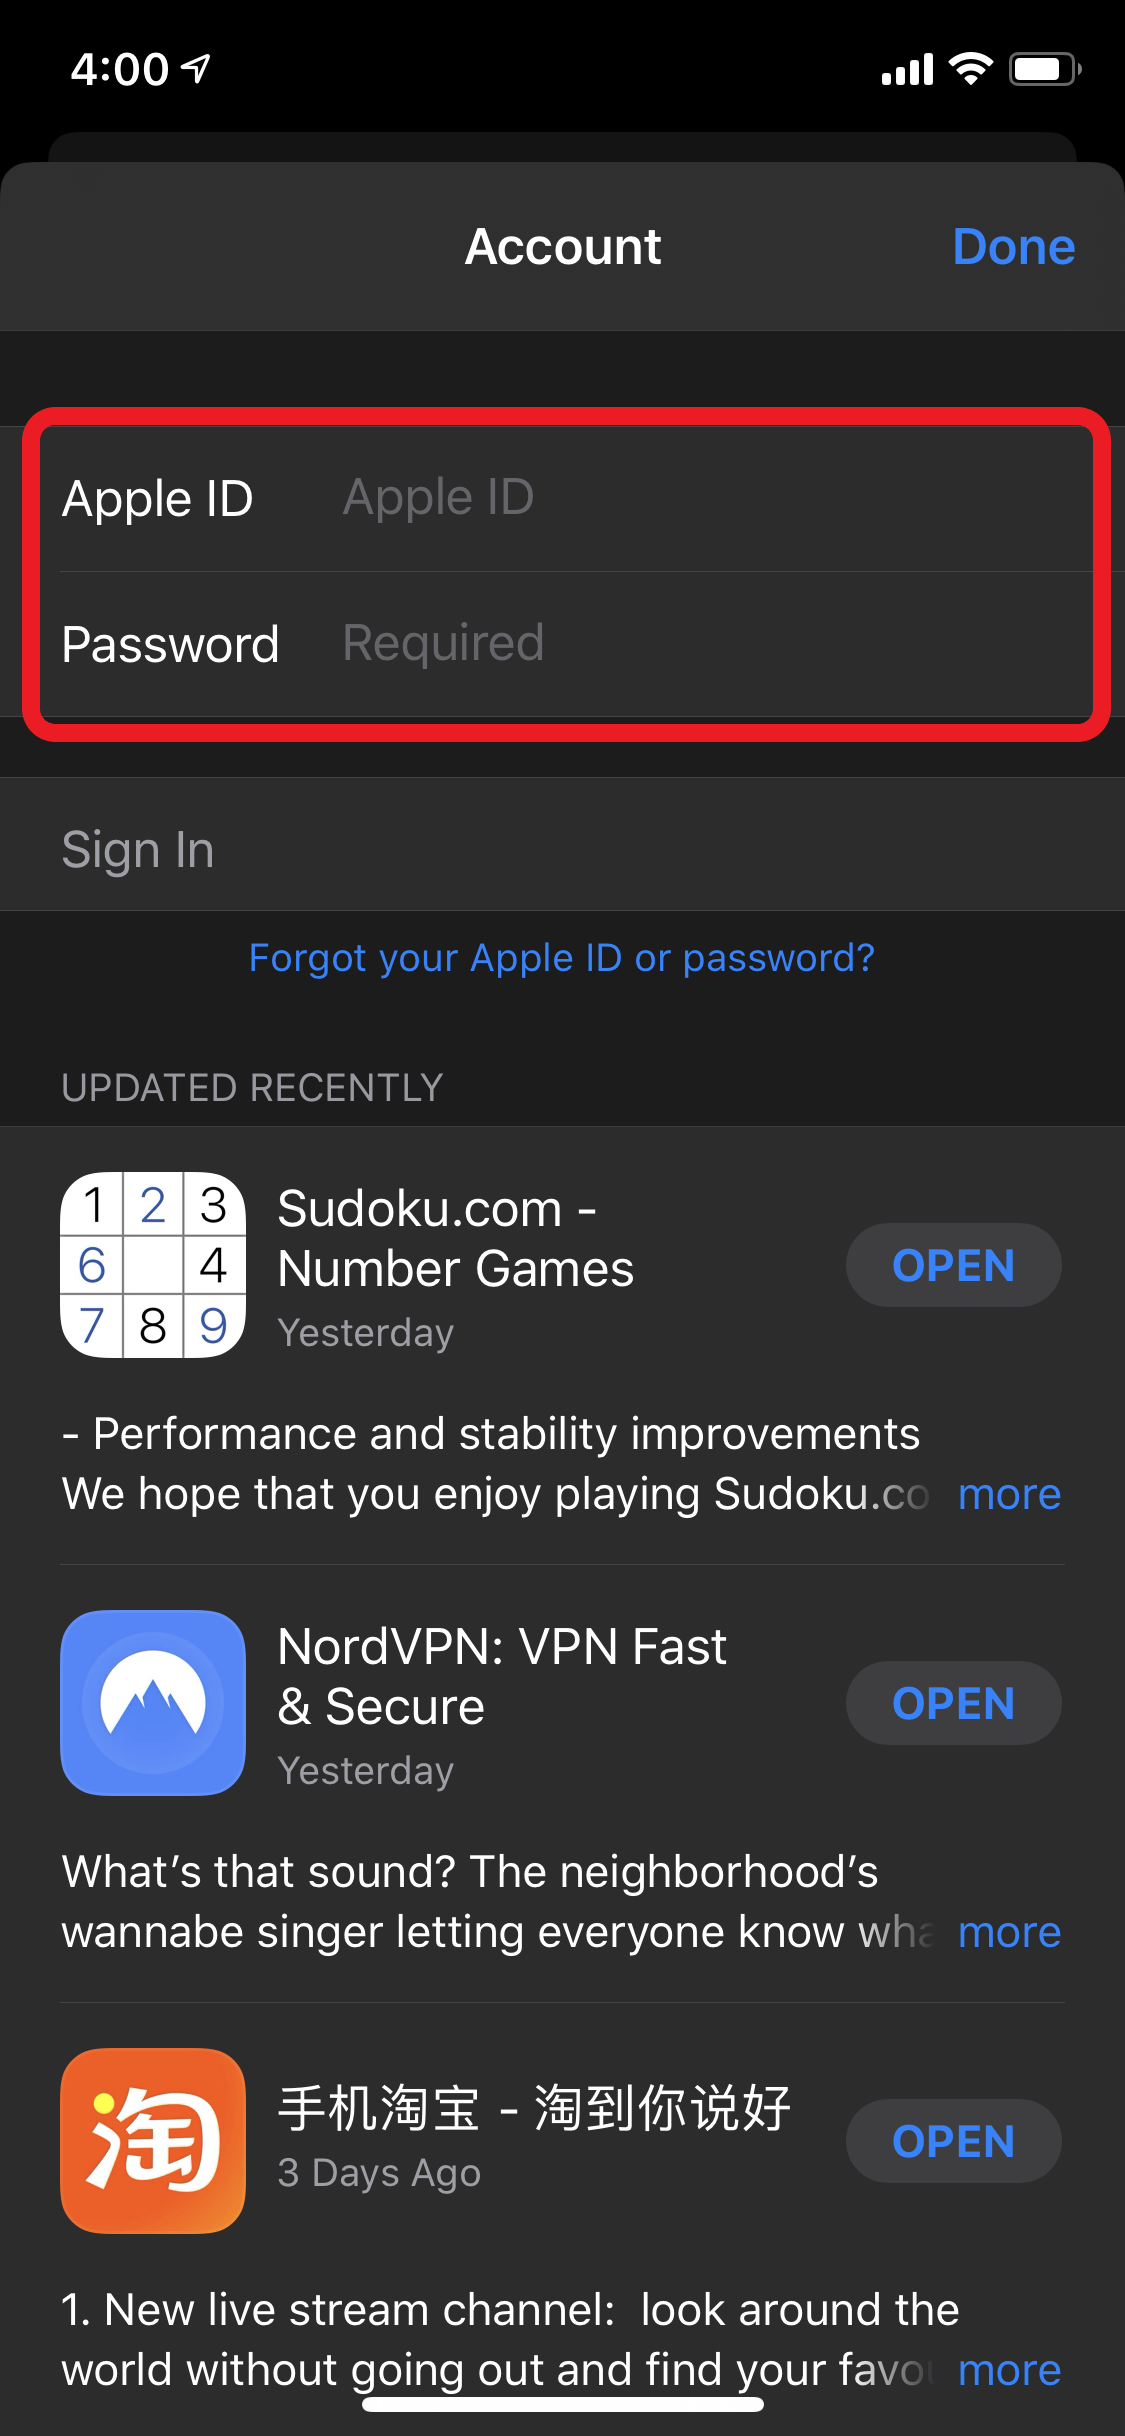 4:00
Account
Done
Apple ID Apple ID
Password Required
Sign In
Forgot your Apple ID or password?
UPDATED RECENTLY
1 2 3
6 4
7 8 9
Sudoku.com -
Number Games
Yesterday
OPEN
- Performance and stability improvements
We hope that you enjoy playing Sudoku.co more
NordVPN: VPN Fast
& Secure
Yesterday
OPEN
What’s that sound? The neighborhood’s
wannabe singer letting everyone know wha more
淘
手机淘宝 - 淘到你说好
3 Days Ago
OPEN
1. New live stream channel:  look around the
world without going out and find your favou more